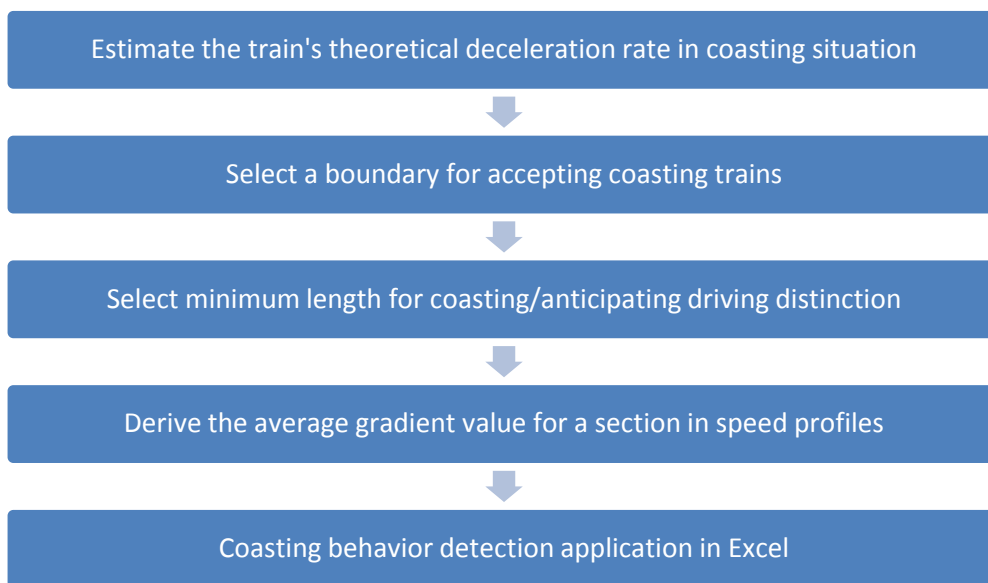 Estimate the train's theoretical deceleration rate in coasting situation
Select a boundary for accepting coasting trains
Select minimum length for coasting/anticipating driving distinction
Derive the average gradient value for a section in speed profiles
Coasting behavior detection application in Excel